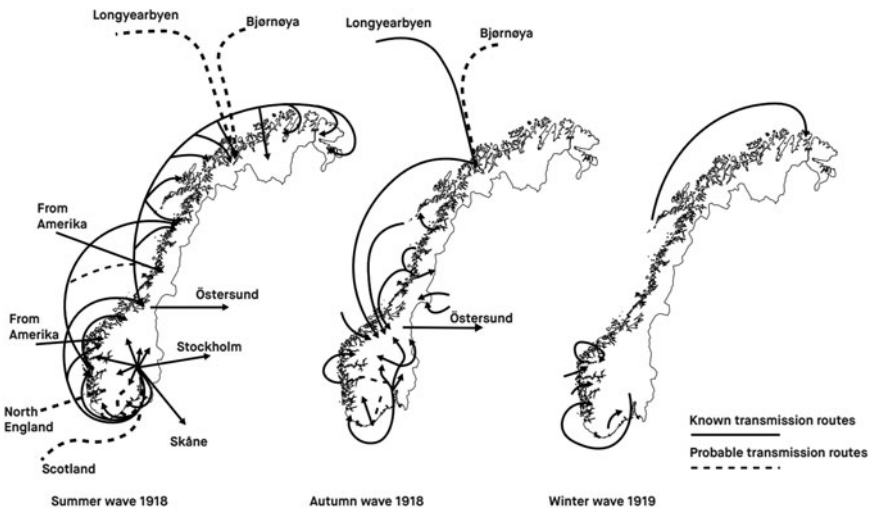 Longyearbyen
Bjørnøya
Longyearbyen
Bjørnøya
From
Amerika
Östersund
From
Amerika
Stockholm
North
England
Skåne
Scotland
Östersund
Known transmission routes
Probable transmission routes
Summer wave 1918
Autumn wave 1918
Winter wave 1919